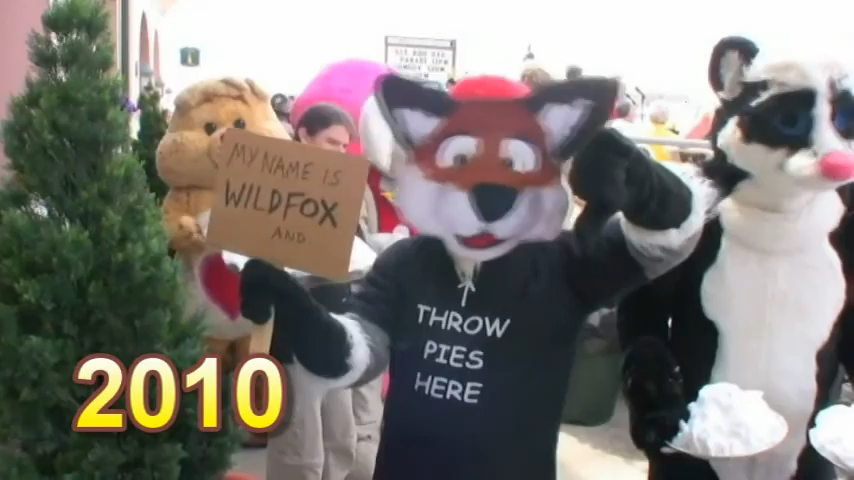 MY NAME IS
WILDFOX
AND
THROW
PIES
HERE
2010